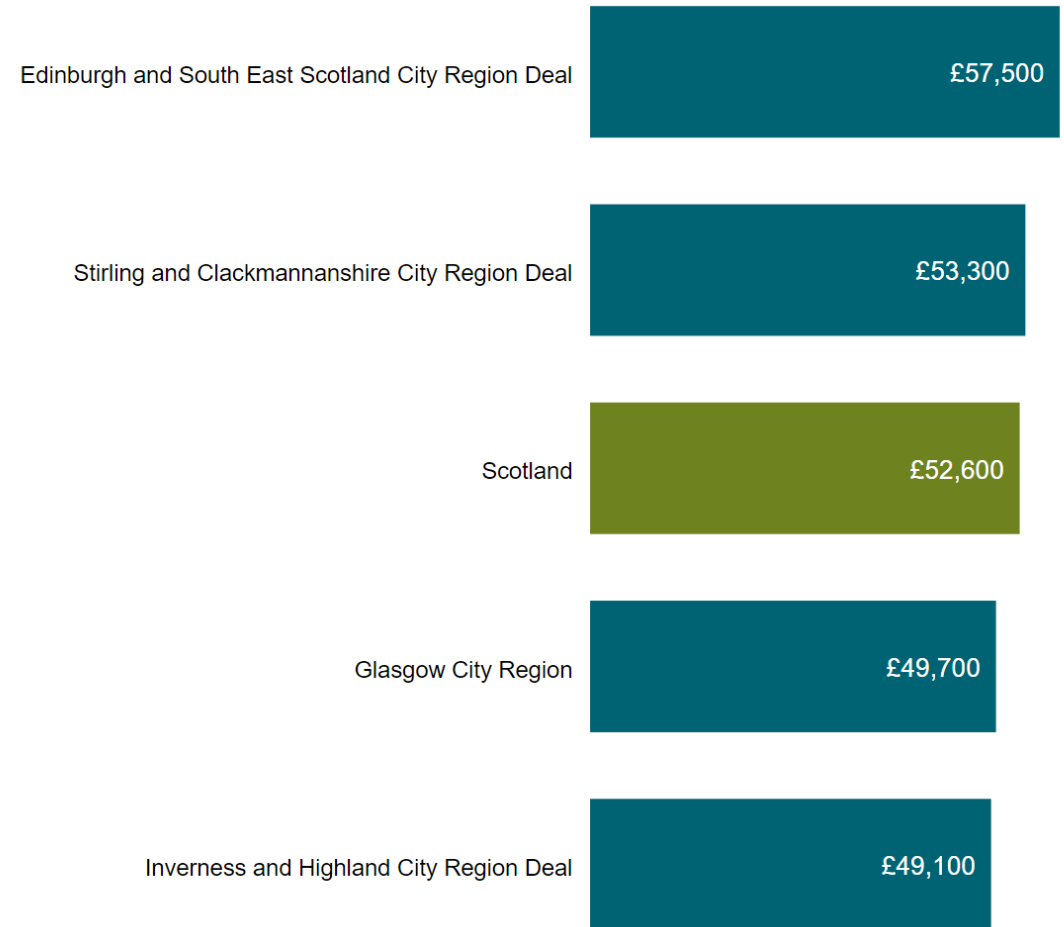 Edinburgh and South East Scotland City Region Deal £57,500
Stirling and Clackmannanshire City Region Deal £53,300
Scotland £52,600
Glasgow City Region £49,700
Inverness and Highland City Region Deal £49,100